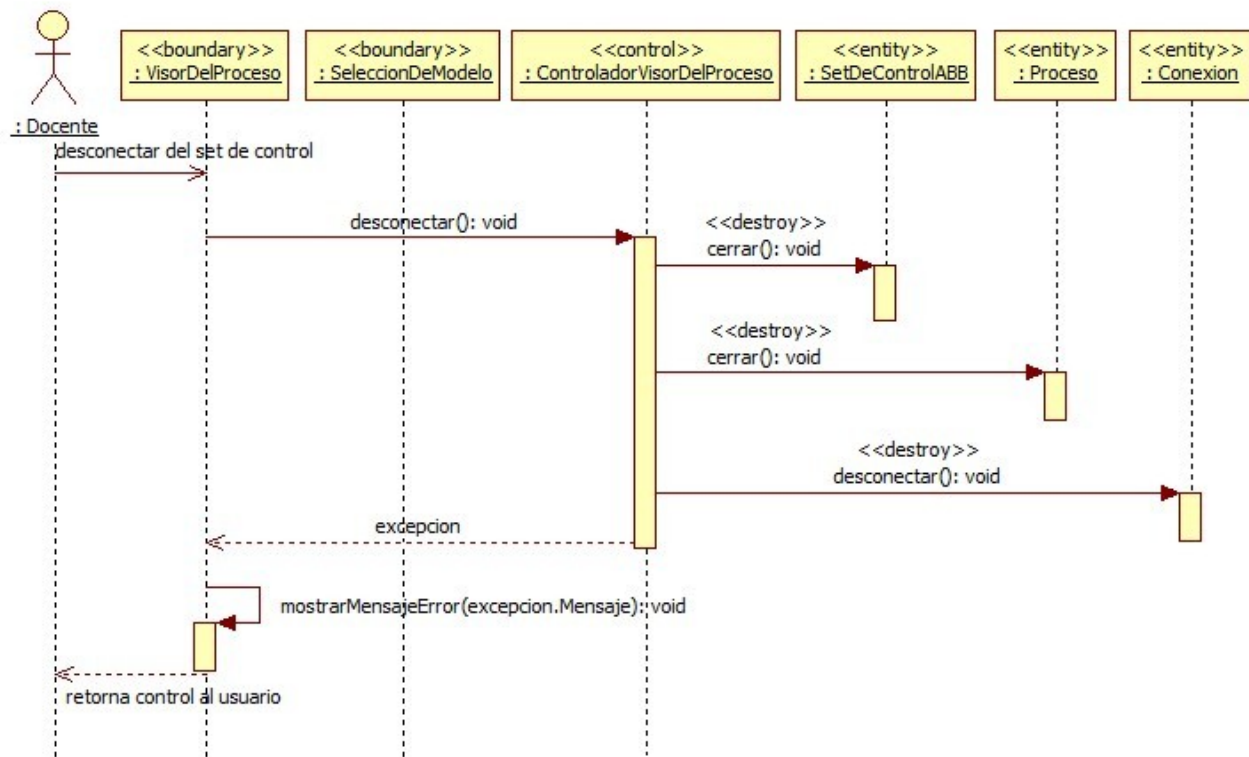 <<boundary>>
: VisorDelProceso
<<boundary>>
: SeleccionDeModelo
<<control>>
: ControladorVisorDelProceso
<<entity>>
: SetDeControlABB
<<entity>>
: Proceso
<<entity>>
: Conexion
: Docente
desconectar del set de control
desconectar(): void
<<destroy>>
cerrar(): void
<<destroy>>
cerrar(): void
<<destroy>>
desconectar(): void
excepcion
mostrarMensajeError(excepcion.Mensaje): void
retorna control al usuario